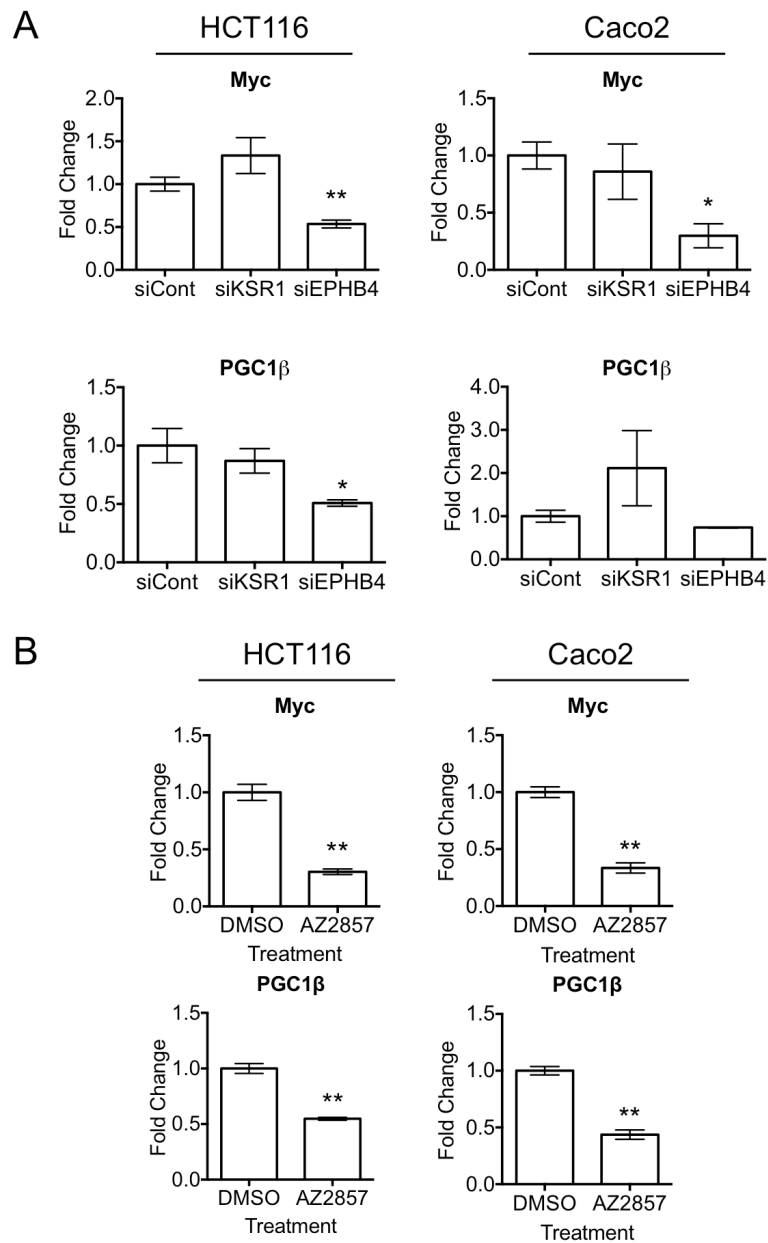 A
HCT116 Caco2
Myc Myc
2.0
1.5
1.0
0.5
0.0
Fold Change
**
siCont siKSR1 siEPHB4
1.5
1.0
0.5
0.0
Fold Change
*
siCont siKSR1 siEPHB4
PGC1β PGC1β
1.5
1.0
0.5
0.0
Fold Change
*
siCont siKSR1 siEPHB4
4.0
3.0
2.0
1.0
0.0
Fold Change
siCont siKSR1 siEPHB4
B
HCT116 Caco2
Myc Myc
1.5
1.0
0.5
0.0
Fold Change
**
DMSO AZ2857
Treatment
1.5
1.0
0.5
0.0
Fold Change
**
DMSO AZ2857
Treatment
PGC1β PGC1β
1.5
1.0
0.5
0.0
Fold Change
**
DMSO AZ2857
Treatment
1.5
1.0
0.5
0.0
Fold Change
**
DMSO AZ2857
Treatment